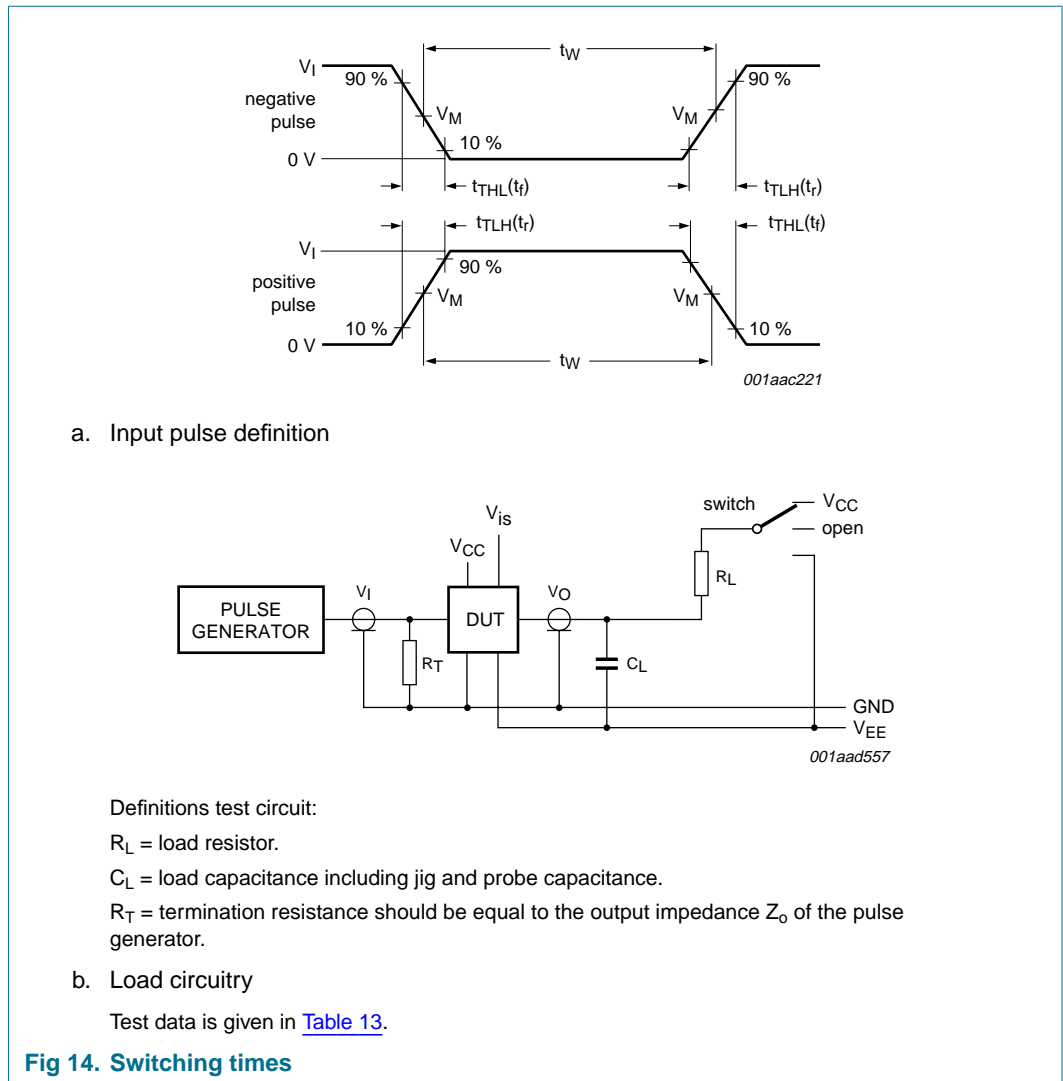 tW
VI
90 %
90 %
negative
pulse
VM
VM
10 %
0 V
tTHL(tf)
tTLH(tr)
tTLH(tr)
tTHL(tf)
VI
90 %
positive
pulse
VM
VM
10 %
10 %
0 V
tW
001aac221
a. Input pulse definition
switch
VCC
open
Vis
VCC
RL
VI
VO
PULSE
GENERATOR
DUT
RT
CL
GND
VEE
001aad557
Definitions test circuit:
RL = load resistor.
CL = load capacitance including jig and probe capacitance.
RT = termination resistance should be equal to the output impedance Zo of the pulse
generator.
b. Load circuitry
Test data is given in Table 13.
Fig 14. Switching times